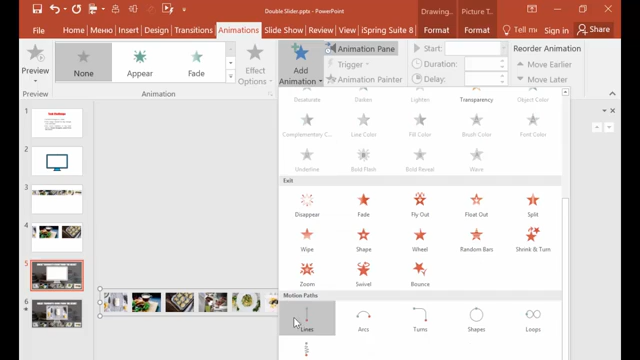 Double Slider.pptx - PowerPoint
Drawing...
Picture T...
File
Home
Меню
Insert
Design
Transitions
Animations
Slide Show
Review
View
iSpring Suite 8
Format
Format
Tell me
Sign in
Share
Preview
None
Appear
Fade
Effect Options
Add Animation
Animation Pane
Trigger
Animation Painter
Start:
Duration:
Delay:
Reorder Animation
Move Earlier
Move Later
Preview
Animation
Desaturate
Darken
Lighten
Transparency
Object Color
Complementary C...
Line Color
Fill Color
Brush Color
Font Color
Underline
Bold Flash
Bold Reveal
Wave
Exit
Disappear
Fade
Fly Out
Float Out
Split
Wipe
Shape
Wheel
Random Bars
Shrink & Turn
Zoom
Swivel
Bounce
Motion Paths
Lines
Arcs
Turns
Shapes
Loops
1
2
3
4
5
6